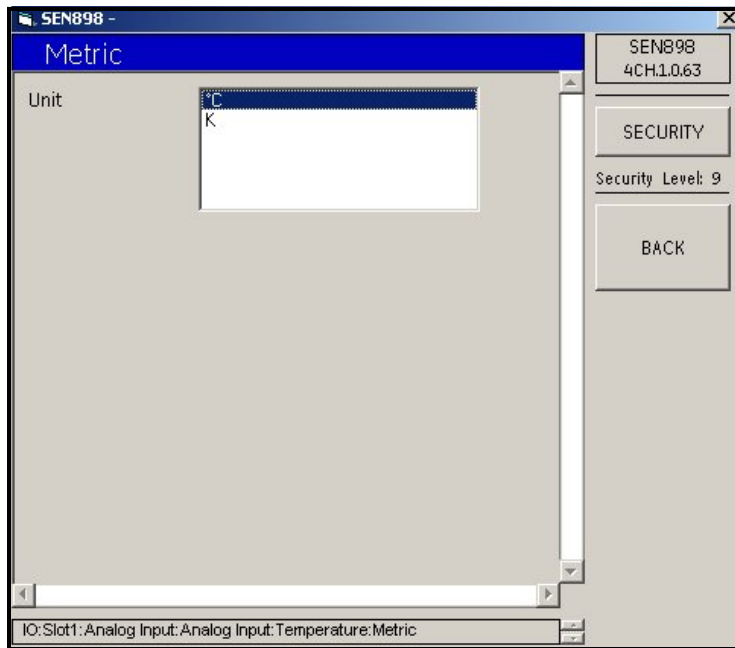 SEN898 -
Metric
Unit
°C
K
SEN898
4CH.1.0.63
SECURITY
Security Level: 9
BACK
IO:Slot1:Analog Input:Analog Input:Temperature:Metric